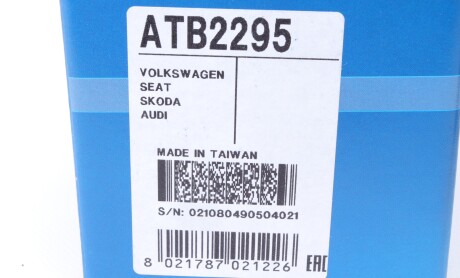 ATB2295
VOLKSWAGEN
SEAT
SKODA
AUDI
MADE IN TAIWAN
S/N: 021080490504021
8 021787 021226
EAC